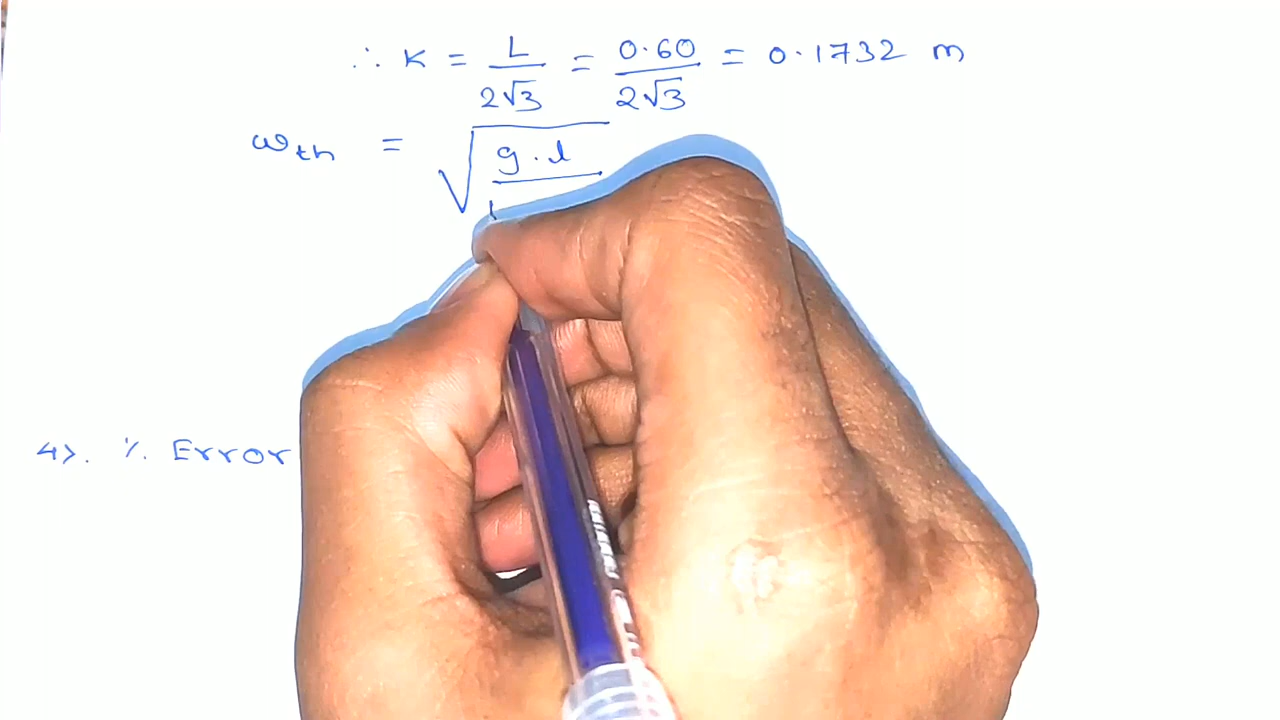 ∴ K = L / 2√3 = 0.60 / 2√3 = 0.1732 m
ωth = √ g.l
4>. %. Error